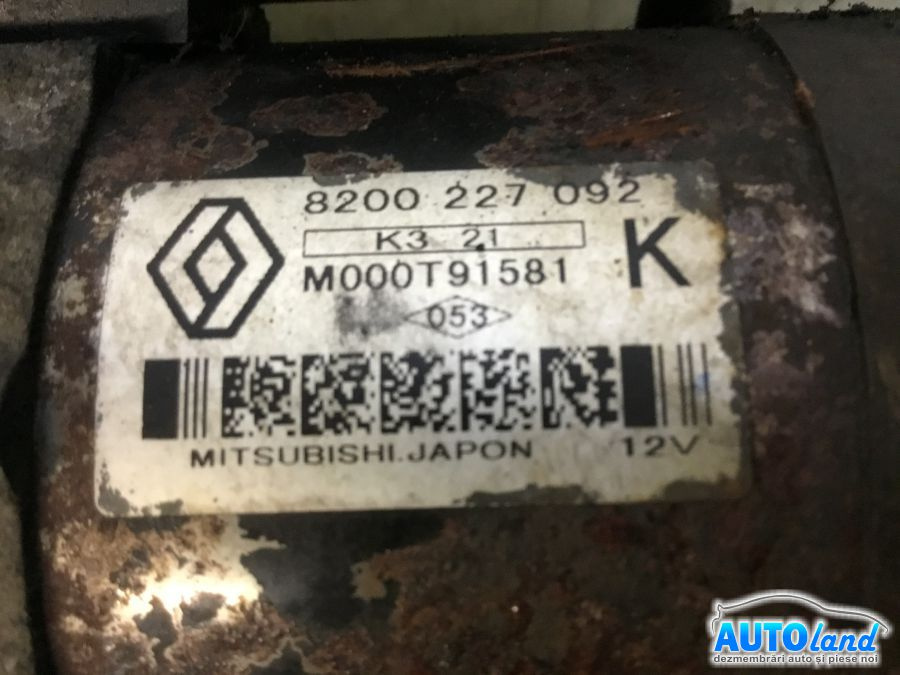 8200 227 092
K3 21
K
M000T91581
053
MITSUBISHI.JAPON
12V
AUTOland
dezmembrări auto și piese noi